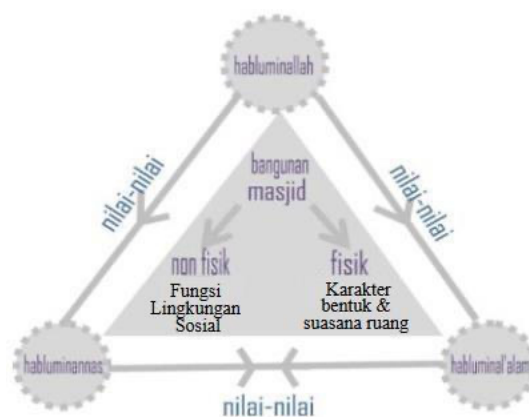 habluminallah
nilai-nilai
nilai-nilai
bangunan
masjid
non fisik
Fungsi
Lingkungan
Sosial
fisik
Karakter
bentuk &
suasana ruang
habluminannas
habluminal'alam
nilai-nilai